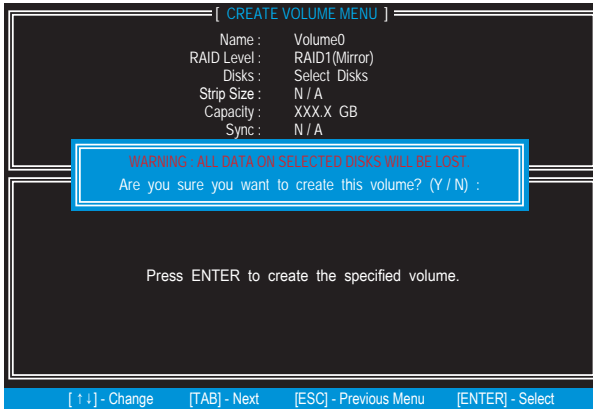 [ CREATE VOLUME MENU ]
Name : Volume0
RAID Level : RAID1(Mirror)
Disks : Select Disks
Strip Size : N / A
Capacity : XXX.X GB
Sync : N / A
WARNING : ALL DATA ON SELECTED DISKS WILL BE LOST.
Are you sure you want to create this volume? (Y / N) :
Press ENTER to create the specified volume.
[ ↑↓] - Change [TAB] - Next [ESC] - Previous Menu [ENTER] - Select